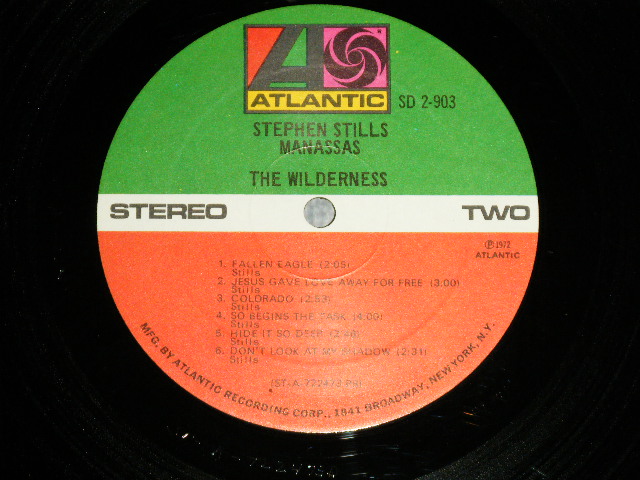 ATLANTIC
SD 2-903
STEPHEN STILLS
MANASSAS
THE WILDERNESS
STEREO
TWO
℗ 1972
ATLANTIC
1. FALLEN EAGLE (2:05)
Stills
2. JESUS GAVE LOVE AWAY FOR FREE (3:00)
Stills
3. COLORADO (2:53)
Stills
4. SO BEGINS THE TASK (4:00)
Stills
5. HIDE IT SO DEEP
Stills
6. DON'T LOOK AT MY SHADOW (2:31)
Stills
MFG. BY ATLANTIC RECORDING CORP., 1841 BROADWAY, NEW YORK, N.Y.